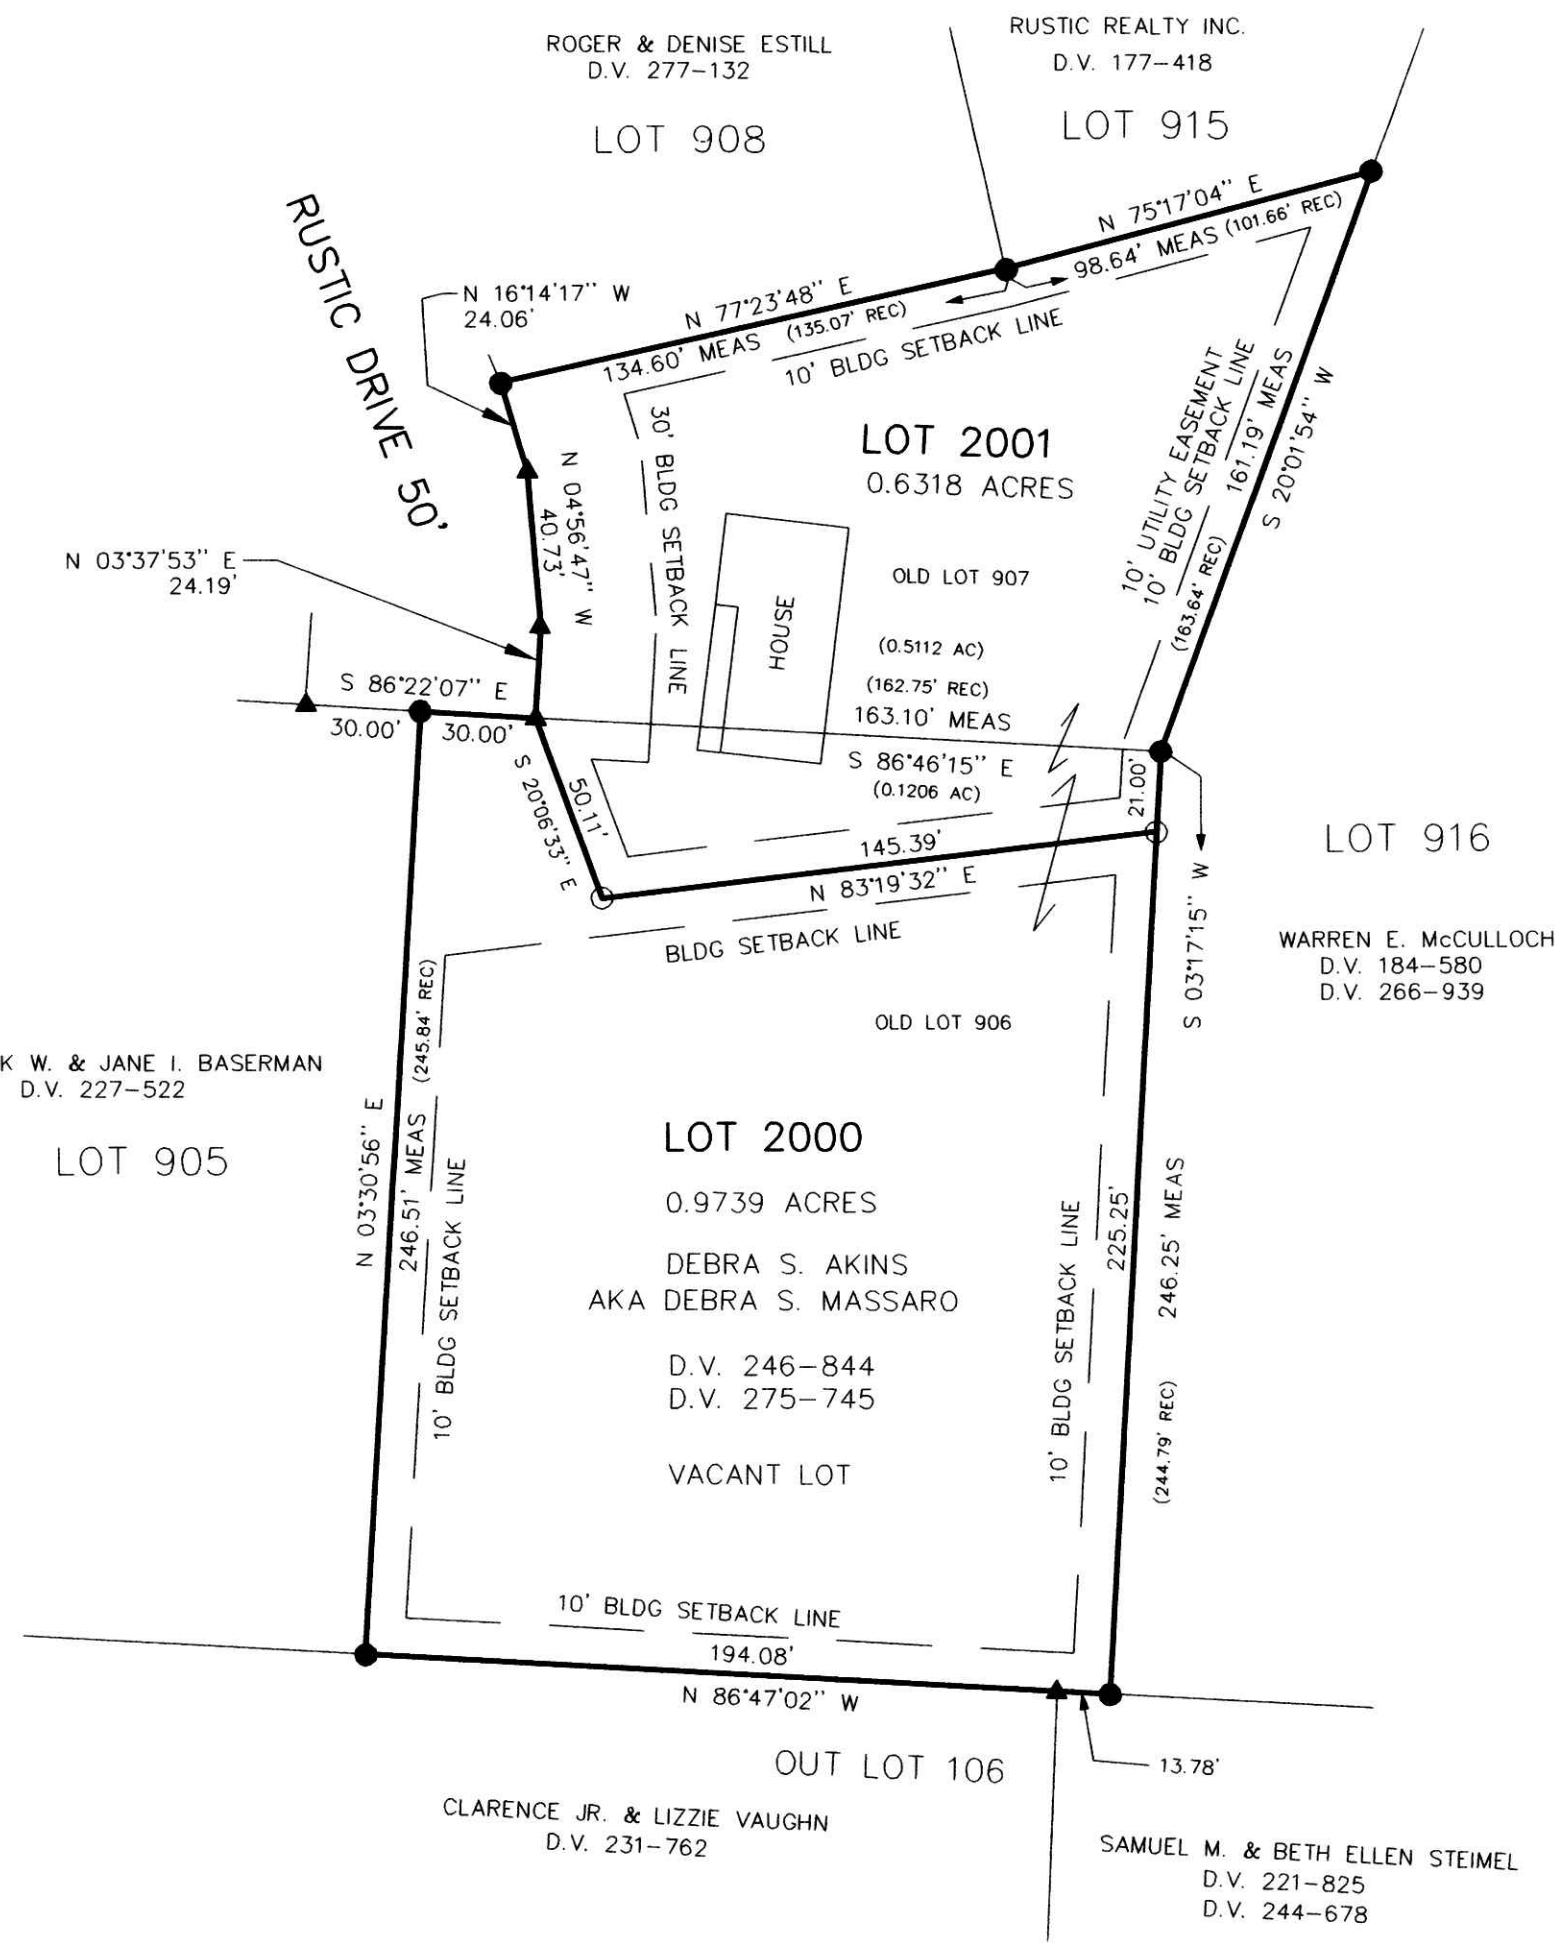 ROGER & DENISE ESTILL
D.V. 277-132
LOT 908
RUSTIC REALTY INC.
D.V. 177-418
LOT 915
RUSTIC DRIVE 50'
N 16°14'17" W
24.06'
N 77°23'48" E
134.60' MEAS (135.07' REC)
10' BLDG SETBACK LINE
N 75°17'04" E
98.64' MEAS (101.66' REC)
30' BLDG SETBACK LINE
N 04°56'47" W
40.73'
LOT 2001
0.6318 ACRES
10' UTILITY EASEMENT
10' BLDG SETBACK LINE
(163.64' REC) 161.19' MEAS
S 20°01'54" W
N 03°37'53" E
24.19'
OLD LOT 907
HOUSE
(0.5112 AC)
(162.75' REC)
163.10' MEAS
S 86°22'07" E
30.00'
30.00'
S 86°46'15" E
(0.1206 AC)
S 20°06'33" E
50.11'
21.00'
145.39'
N 83°19'32" E
BLDG SETBACK LINE
LOT 916
S 03°17'15" W
WARREN E. McCULLOCH
D.V. 184-580
D.V. 266-939
OLD LOT 906
K W. & JANE I. BASERMAN
D.V. 227-522
LOT 905
N 03°30'56" E
246.51' MEAS (245.84' REC)
10' BLDG SETBACK LINE
LOT 2000
0.9739 ACRES
DEBRA S. AKINS
AKA DEBRA S. MASSARO
D.V. 246-844
D.V. 275-745
VACANT LOT
10' BLDG SETBACK LINE
225.25'
(244.79' REC) 246.25' MEAS
10' BLDG SETBACK LINE
194.08'
N 86°47'02" W
OUT LOT 106
13.78'
CLARENCE JR. & LIZZIE VAUGHN
D.V. 231-762
SAMUEL M. & BETH ELLEN STEIMEL
D.V. 221-825
D.V. 244-678